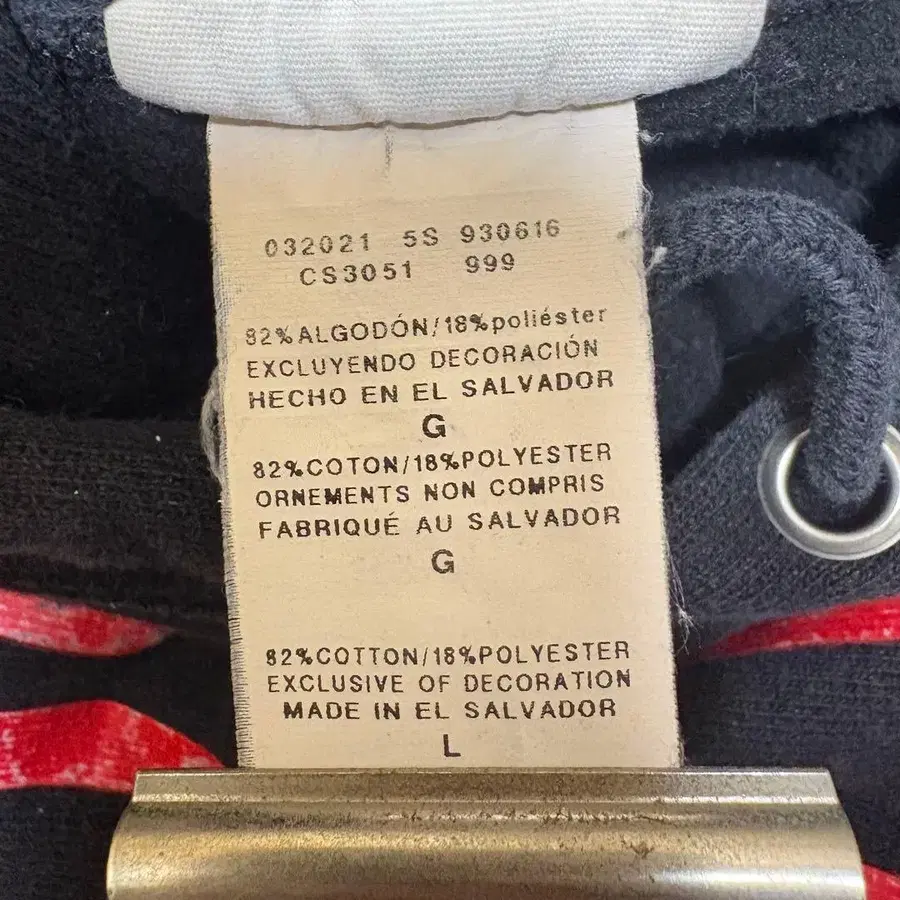 032021 5S 930616
CS3051 999
82%ALGODÓN/18%poliéster
EXCLUYENDO DECORACIÓN
HECHO EN EL SALVADOR
G
82%COTON/18%POLYESTER
ORNEMENTS NON COMPRIS
FABRIQUÉ AU SALVADOR
G
82%COTTON/18%POLYESTER
EXCLUSIVE OF DECORATION
MADE IN EL SALVADOR
L